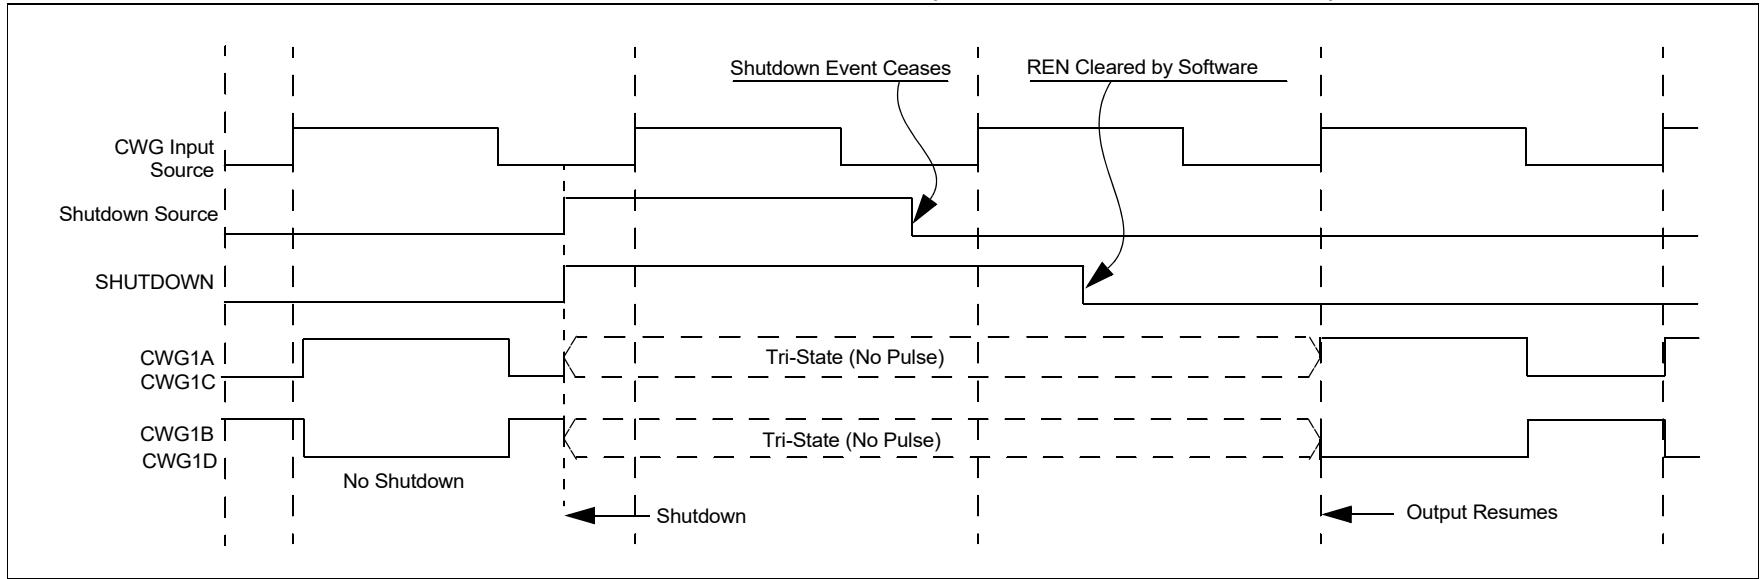 Shutdown Event Ceases
REN Cleared by Software
CWG Input
Source
Shutdown Source
SHUTDOWN
CWG1A
CWG1C
Tri-State (No Pulse)
CWG1B
CWG1D
Tri-State (No Pulse)
No Shutdown
Shutdown
Output Resumes